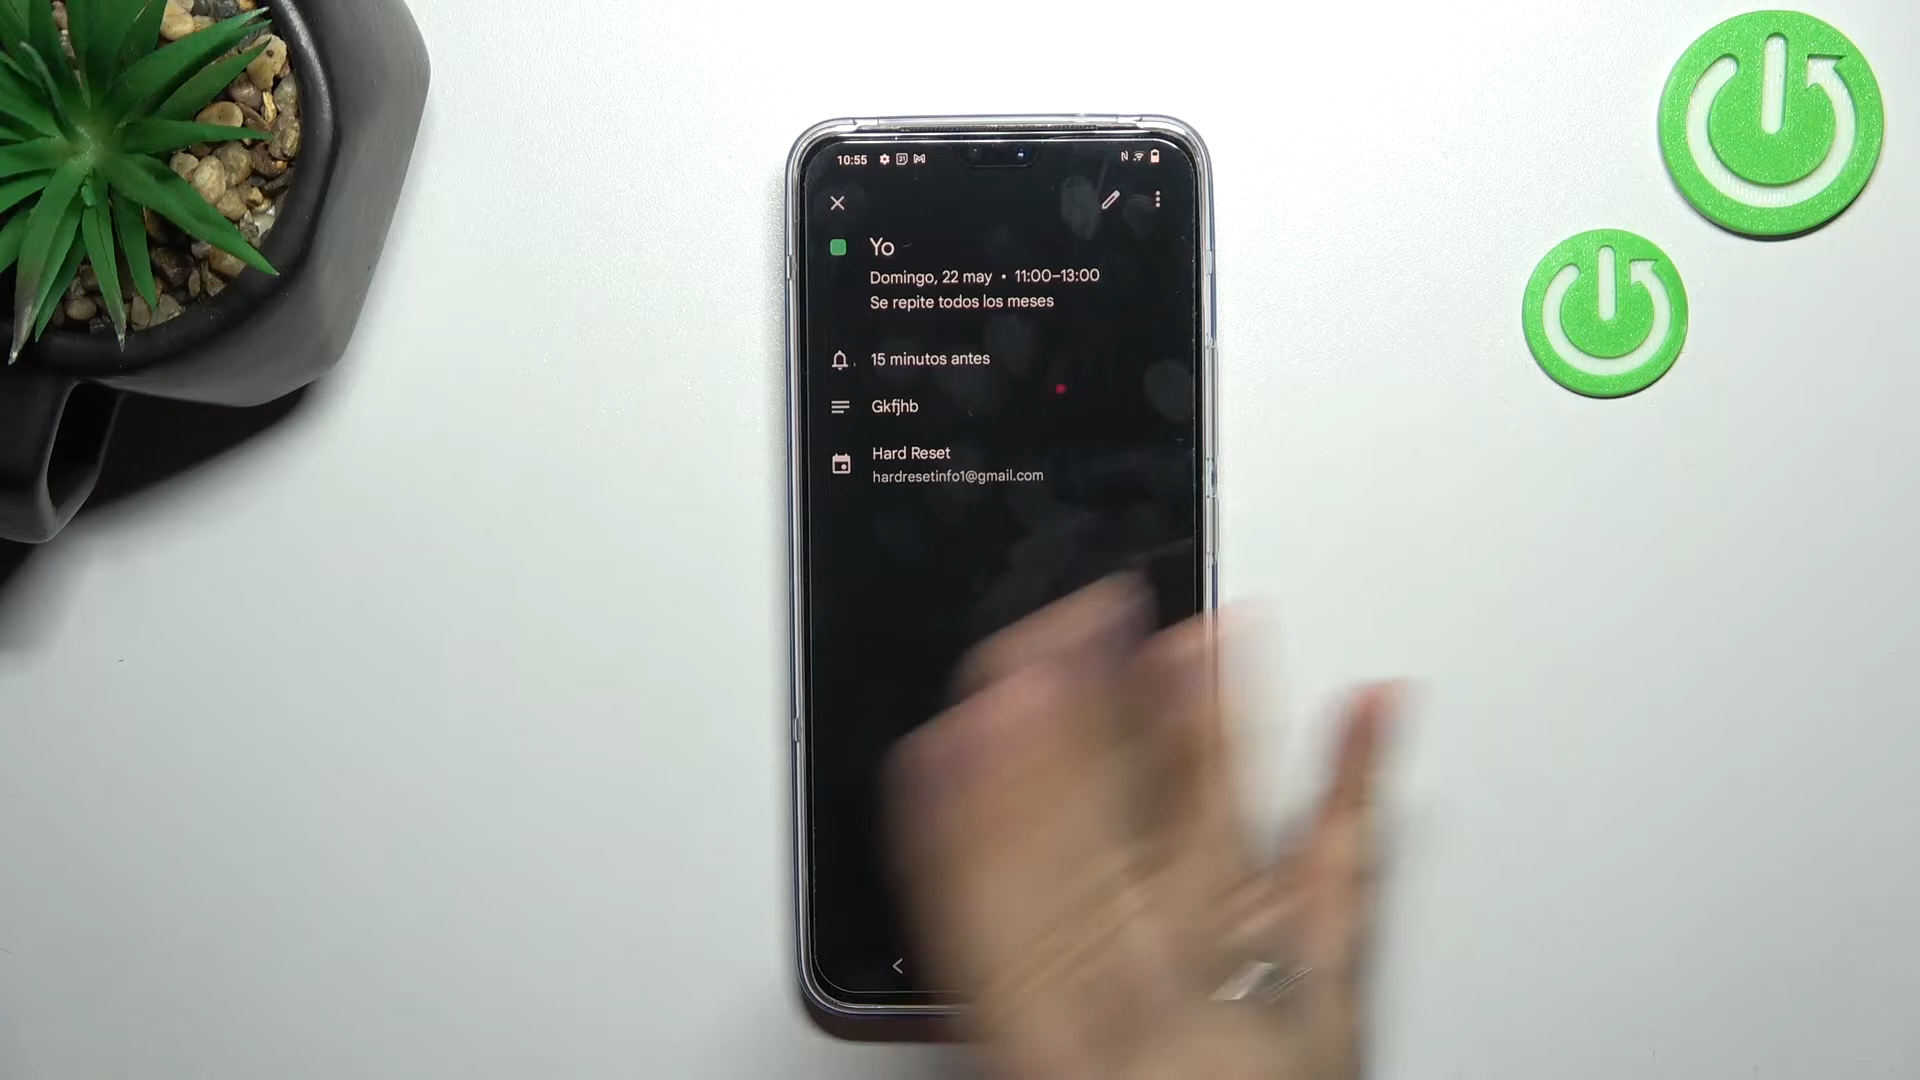 10:55
Yo
Domingo, 22 may • 11:00–13:00
Se repite todos los meses
15 minutos antes
Gkfjhb
Hard Reset
hardresetinfo1@gmail.com